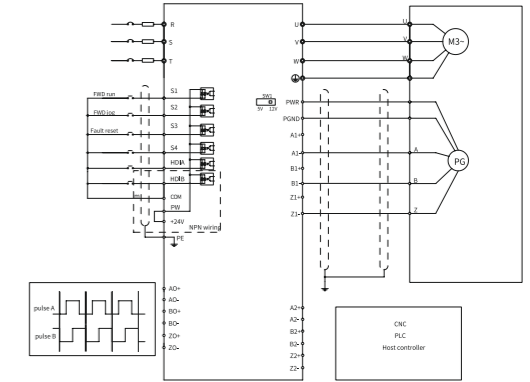 R
S
T
U
V
W
U
V
W
M3~
FWD run
S1
FWD jog
S2
Fault reset
S3
S4
HDIA
HDIB
COM
PW
+24V
NPN wiring
PE
SW1
5V 12V
PWR
PGND
A1+
A1-
B1+
B1-
Z1+
Z1-
A
B
Z
PG
pulse A
pulse B
AO+
AO-
BO+
BO-
ZO+
ZO-
A2+
A2-
B2+
B2-
Z2+
Z2-
CNC
PLC
Host controller